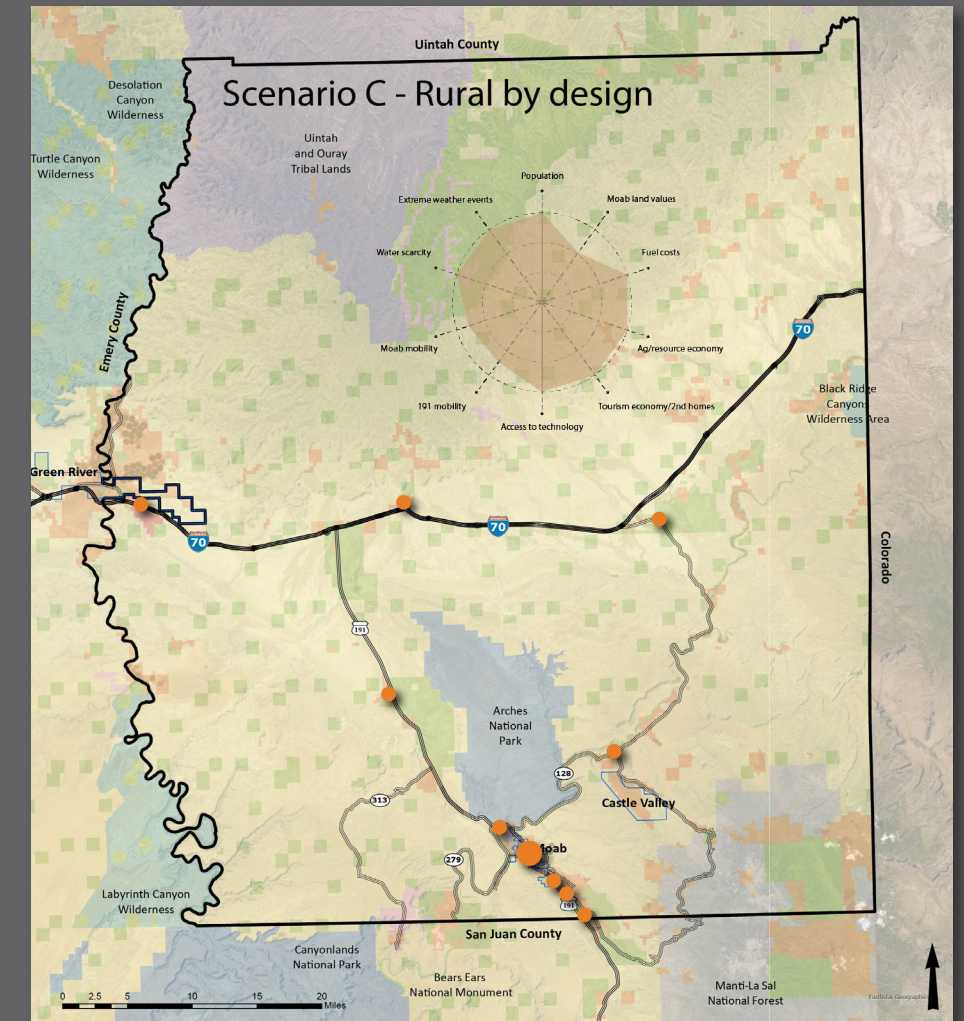 Uintah County
Scenario C - Rural by design
Desolation
Canyon
Wilderness
Turtle Canyon
Wilderness
Uintah
and Ouray
Tribal Lands
Population
Extreme weather events
Moab land values
Water scarcity
Fuel costs
Moab mobility
Ag/resource economy
191 mobility
Tourism economy/2nd homes
Access to technology
Emery County
70
Black Ridge
Canyons
Wilderness Area
Green River
70
70
Colorado
191
Arches
National
Park
128
313
Castle Valley
Moab
279
191
Labyrinth Canyon
Wilderness
San Juan County
Canyonlands
National Park
Bears Ears
National Monument
Manti-La Sal
National Forest
0 2.5 5 10 15 20
Miles
Earthstar Geographics